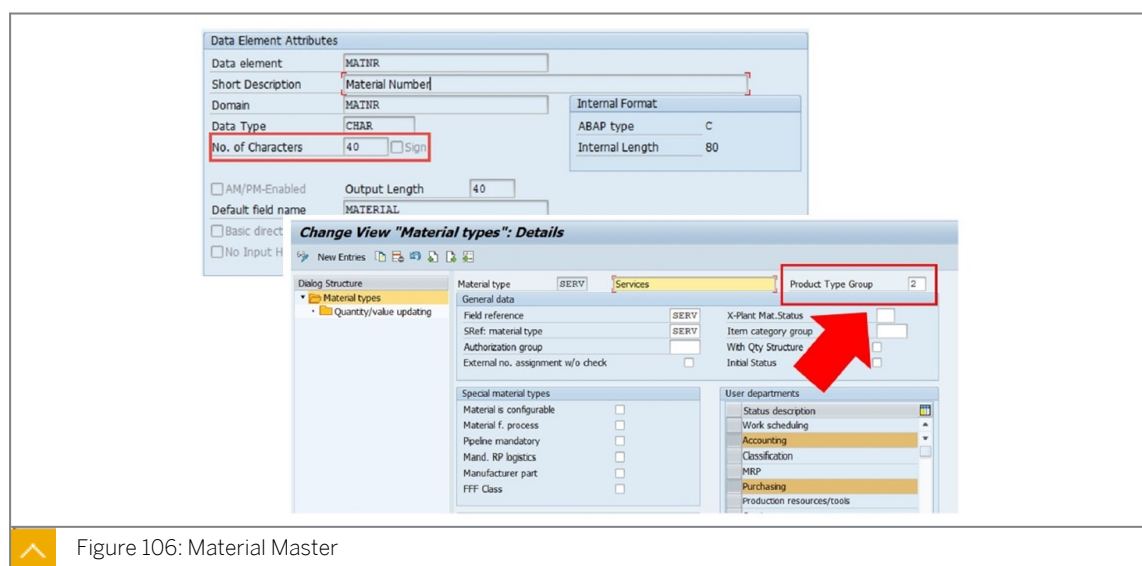 Data Element Attributes
Data element MATNR
Short Description Material Number
Domain MATNR Internal Format
Data Type CHAR ABAP type C
No. of Characters 40 Sign Internal Length 80
AM/PM-Enabled Output Length 40
Default field name MATERIAL
Basic direct
No Input H
Change View "Material types": Details
New Entries
Dialog Structure
Material types
Quantity/value updating
Material type SERV Services Product Type Group 2
General data
Field reference SERV X-Plant Mat.Status
SRef: material type SERV Item category group
Authorization group With Qty Structure
External no. assignment w/o check Initial Status
Special material types User departments
Material is configurable Status description
Material f. process Work scheduling
Pipeline mandatory Accounting
Mand. RP logistics Classification
Manufacturer part MRP
FFF Class Purchasing
Production resources/tools
Figure 106: Material Master